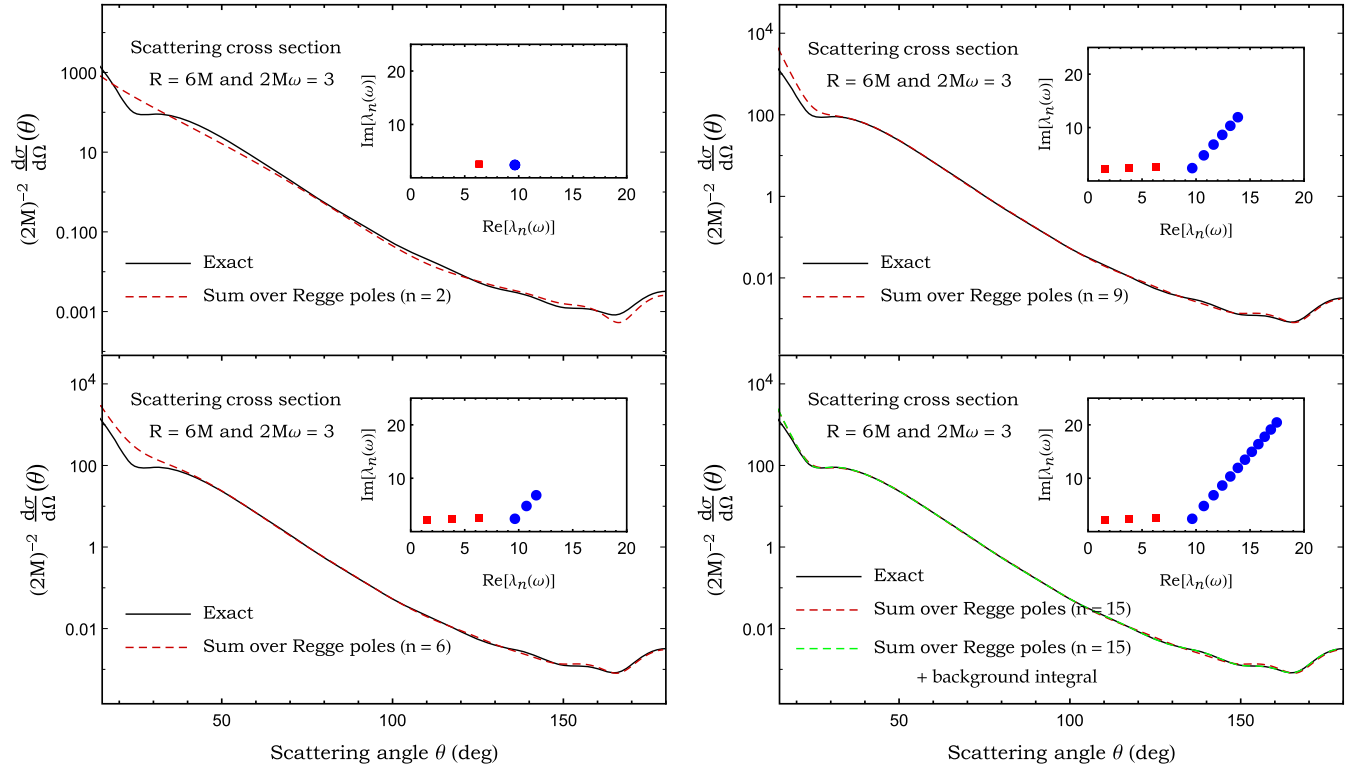 Scattering cross section
R = 6M and 2Mω = 3
1000
10
0.100
0.001
(2M)⁻² dσ/dΩ (θ)
Exact
Sum over Regge poles (n = 2)
Im[λn(ω)]
20
10
0 5 10 15 20
Re[λn(ω)]
Scattering cross section
R = 6M and 2Mω = 3
10⁴
100
1
0.01
(2M)⁻² dσ/dΩ (θ)
Exact
Sum over Regge poles (n = 9)
Im[λn(ω)]
20
10
0 5 10 15 20
Re[λn(ω)]
Scattering cross section
R = 6M and 2Mω = 3
10⁴
100
1
0.01
(2M)⁻² dσ/dΩ (θ)
Exact
Sum over Regge poles (n = 6)
Im[λn(ω)]
20
10
0 5 10 15 20
Re[λn(ω)]
50 100 150
Scattering angle θ (deg)
Scattering cross section
R = 6M and 2Mω = 3
10⁴
100
1
0.01
(2M)⁻² dσ/dΩ (θ)
Exact
Sum over Regge poles (n = 15)
Sum over Regge poles (n = 15)
+ background integral
Im[λn(ω)]
20
10
0 5 10 15 20
Re[λn(ω)]
50 100 150
Scattering angle θ (deg)